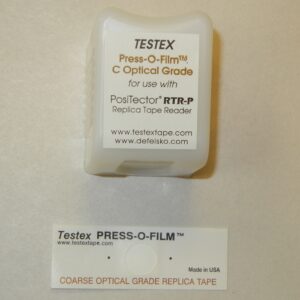 TESTEX
Press-O-Film™
C Optical Grade
for use with
PosiTector® RTR-P
Replica Tape Reader
www.testextape.com
www.defelsko.com
Testex PRESS-O-FILM™
www.testextape.com
Made in USA
COARSE OPTICAL GRADE REPLICA TAPE